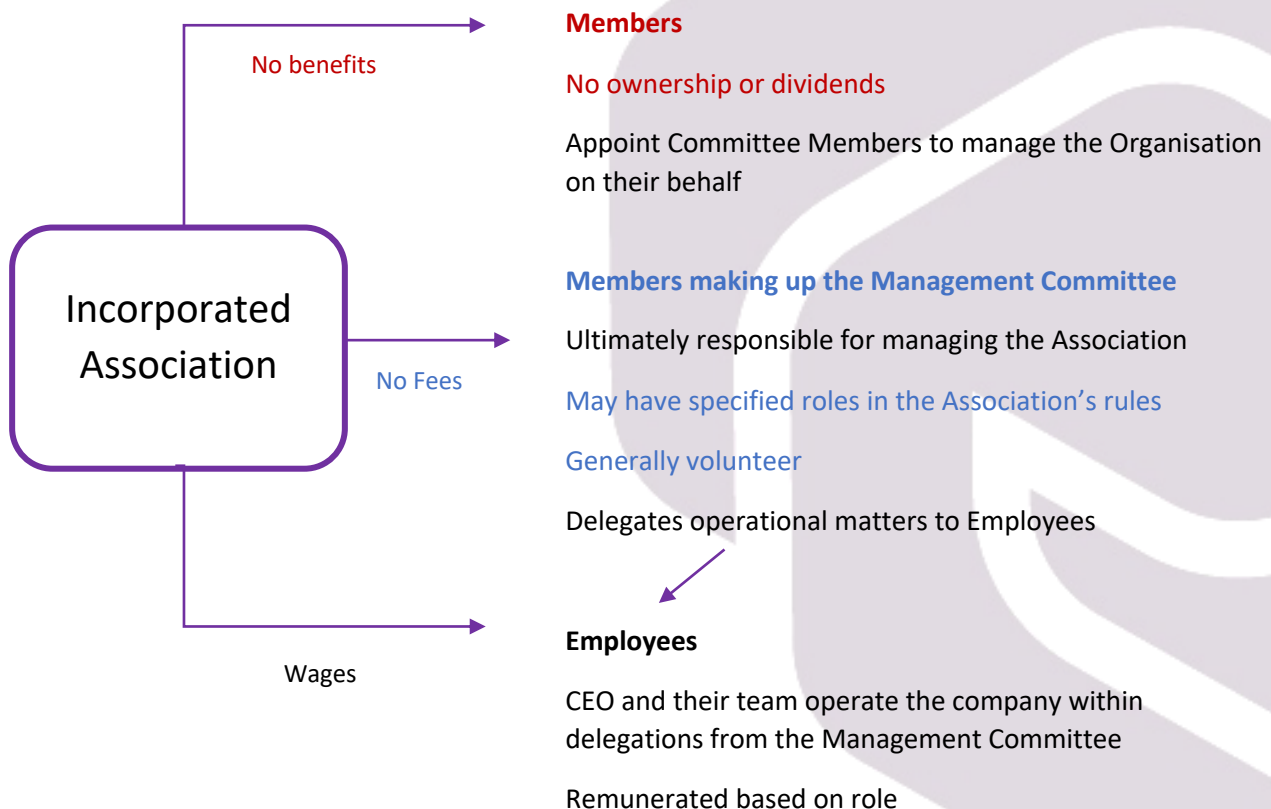 Members
No benefits
No ownership or dividends
Appoint Committee Members to manage the Organisation
on their behalf
Incorporated
Association
Members making up the Management Committee
Ultimately responsible for managing the Association
No Fees
May have specified roles in the Association’s rules
Generally volunteer
Delegates operational matters to Employees
Employees
Wages
CEO and their team operate the company within
delegations from the Management Committee
Remunerated based on role